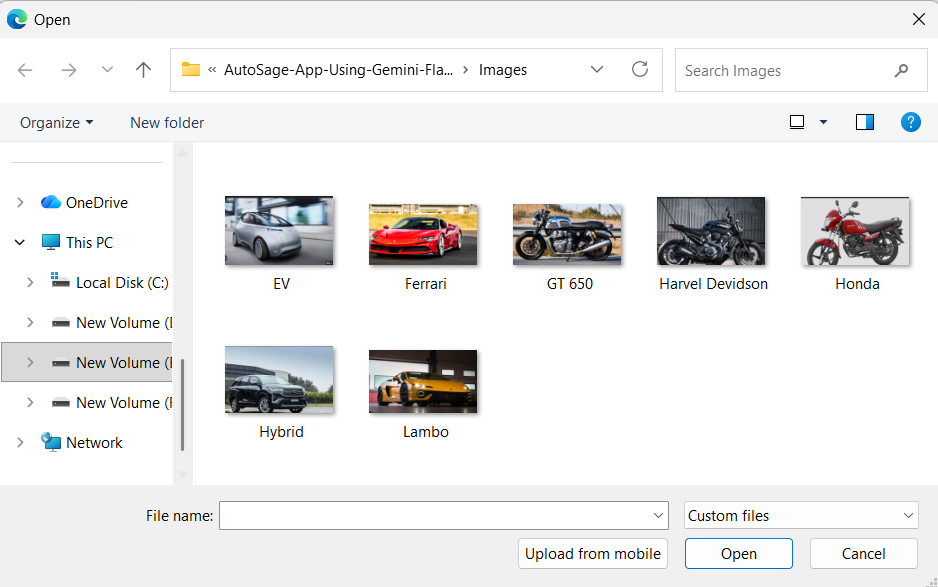 Open
« AutoSage-App-Using-Gemini-Fla... › Images
Search Images
Organize
New folder
?
OneDrive
This PC
Local Disk (C:)
New Volume (
New Volume (
New Volume (
Network
EV
Ferrari
GT 650
Harvel Devidson
Honda
Hybrid
Lambo
File name:
Custom files
Upload from mobile
Open
Cancel